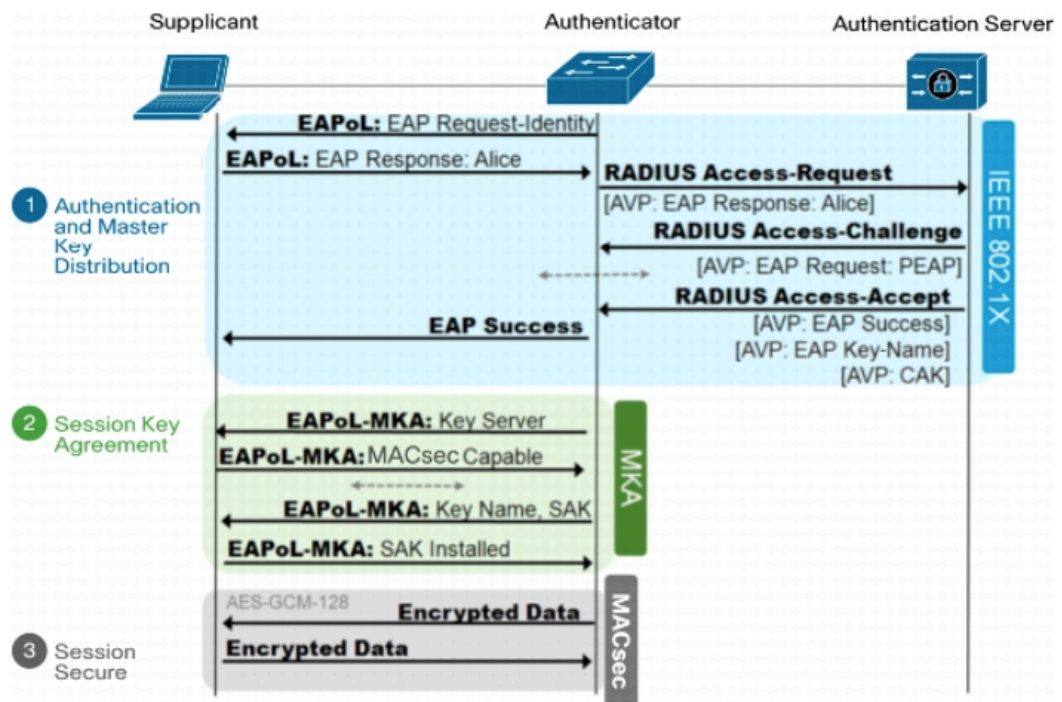 Supplicant
Authenticator
Authentication Server
EAPoL: EAP Request-Identity
EAPoL: EAP Response: Alice
RADIUS Access-Request
[AVP: EAP Response: Alice]
RADIUS Access-Challenge
[AVP: EAP Request: PEAP]
RADIUS Access-Accept
[AVP: EAP Success]
[AVP: EAP Key-Name]
[AVP: CAK]
EAP Success
1
Authentication
and Master
Key
Distribution
IEEE 802.1X
2
Session Key
Agreement
EAPoL-MKA: Key Server
EAPoL-MKA: MACsec Capable
EAPoL-MKA: Key Name, SAK
EAPoL-MKA: SAK Installed
MKA
3
Session
Secure
AES-GCM-128
Encrypted Data
Encrypted Data
MACsec